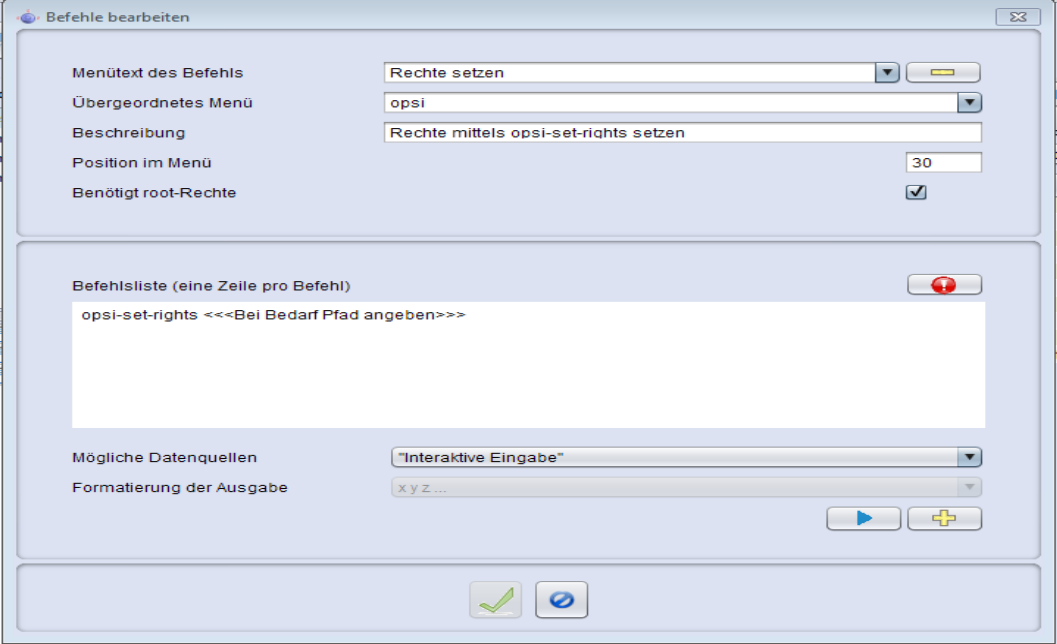 Befehle bearbeiten
Menütext des Befehls Rechte setzen
Übergeordnetes Menü opsi
Beschreibung Rechte mittels opsi-set-rights setzen
Position im Menü 30
Benötigt root-Rechte
Befehlsliste (eine Zeile pro Befehl)
opsi-set-rights <<<Bei Bedarf Pfad angeben>>>
Mögliche Datenquellen "Interaktive Eingabe"
Formatierung der Ausgabe x y z ...